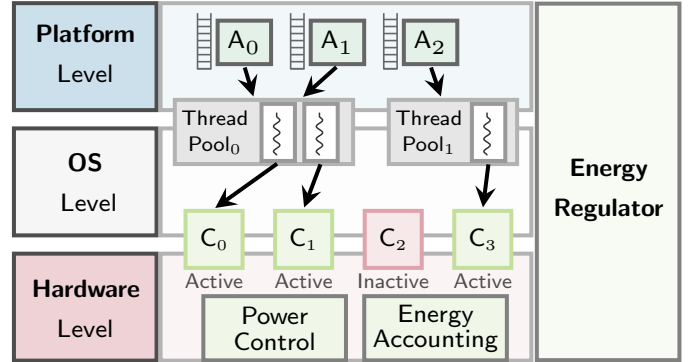 Platform
Level
A₀
A₁
A₂
Thread
Pool₀
Thread
Pool₁
OS
Level
Energy
Regulator
C₀
C₁
C₂
C₃
Active
Active
Inactive
Active
Hardware
Level
Power
Control
Energy
Accounting